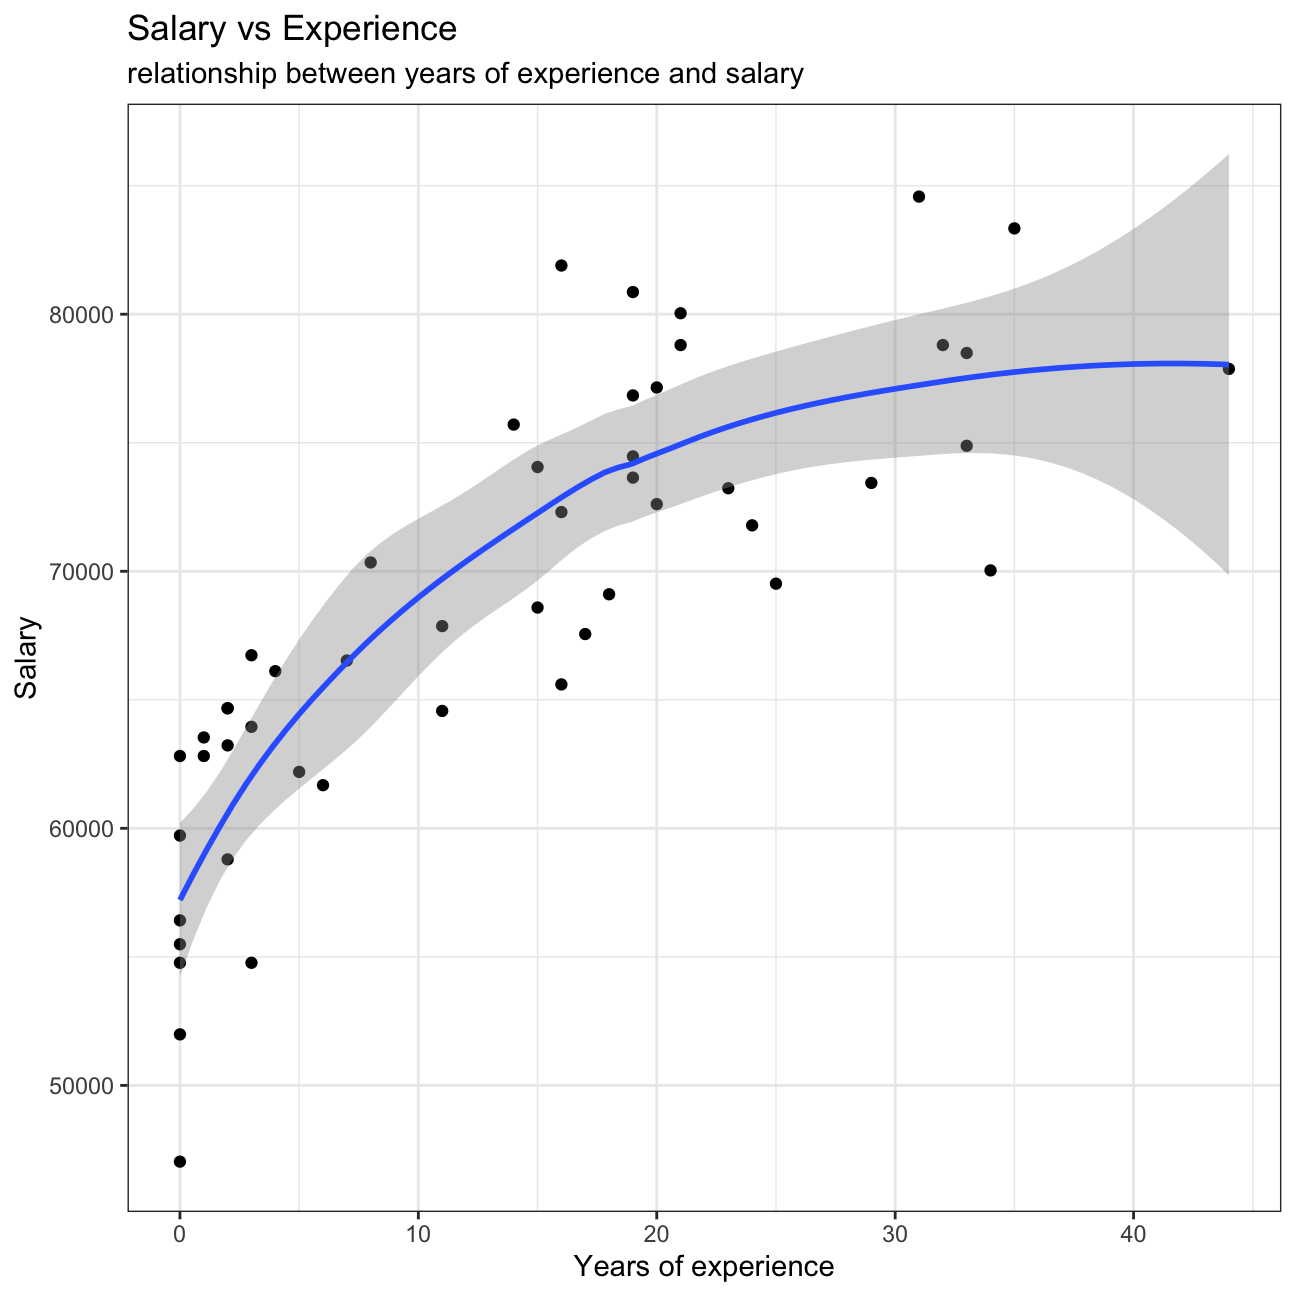 Salary vs Experience
relationship between years of experience and salary
80000
70000
60000
50000
Salary
0 10 20 30 40
Years of experience